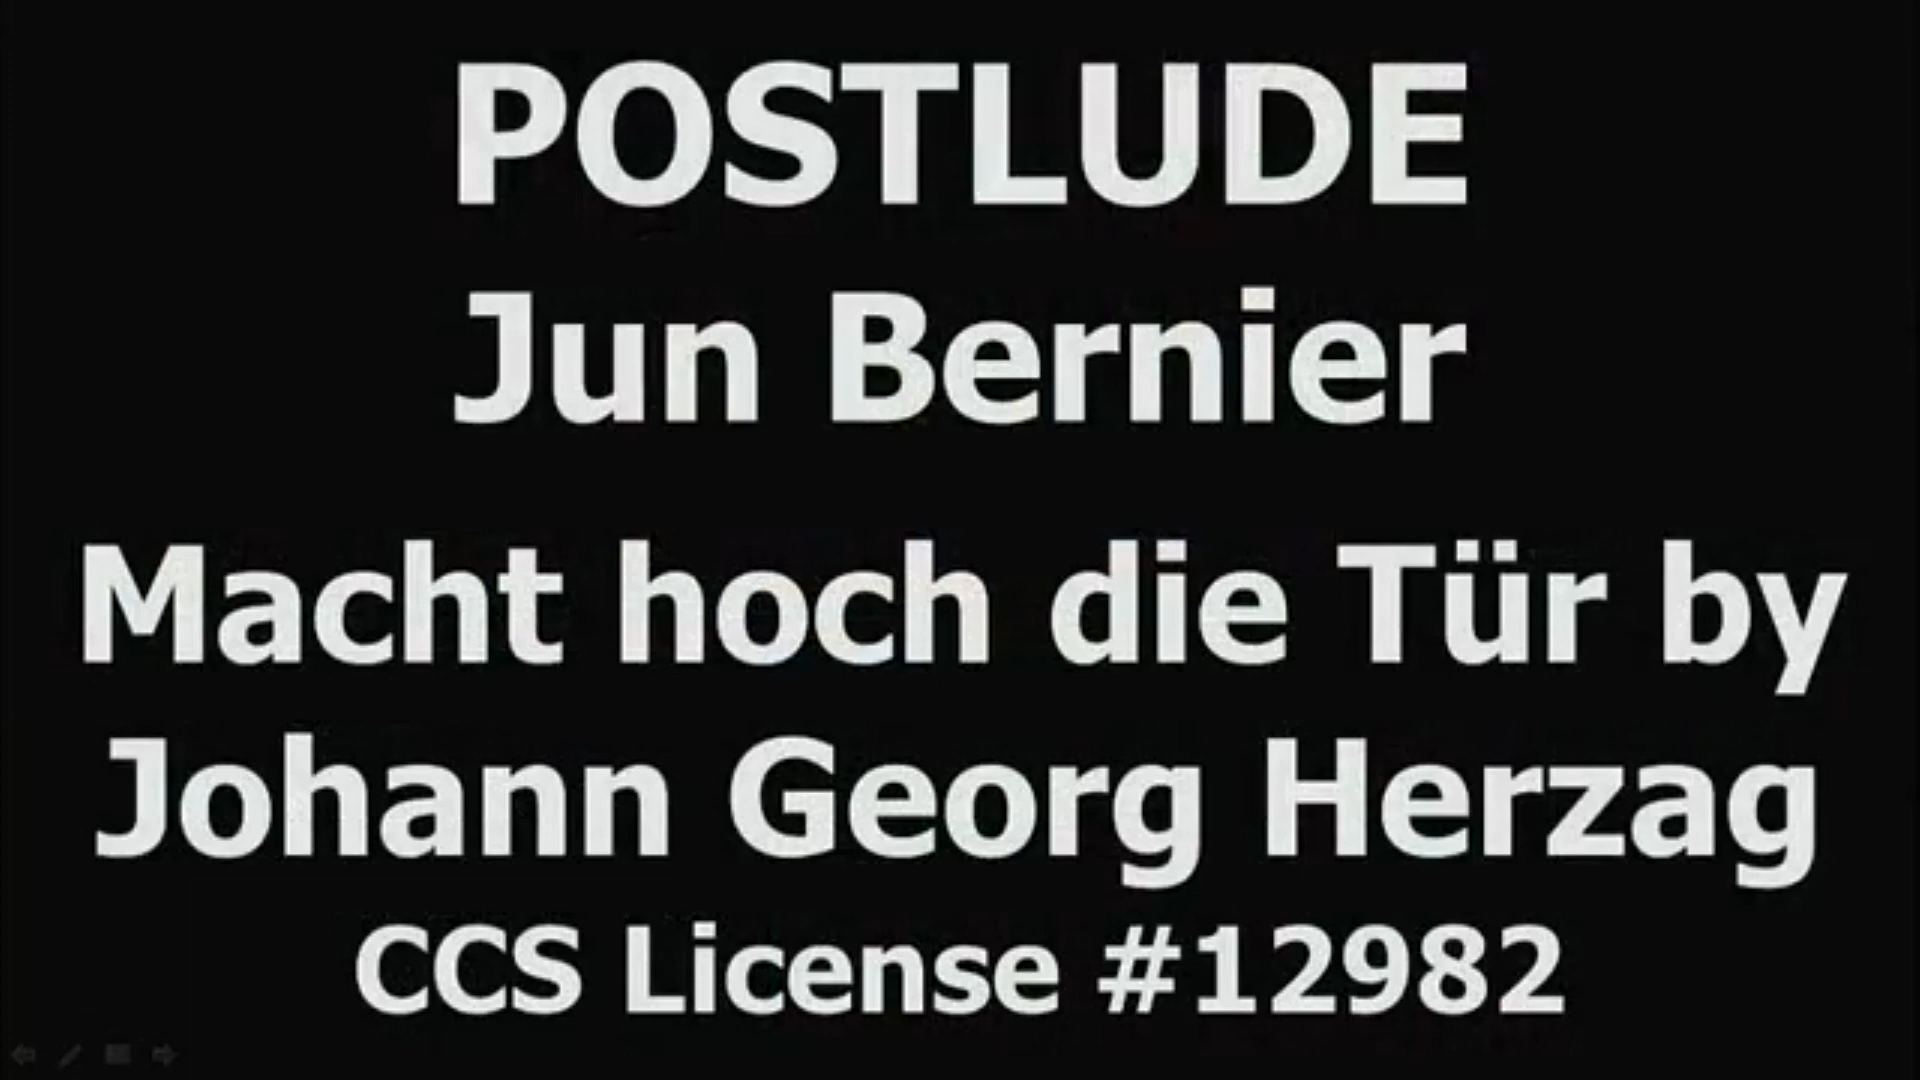 POSTLUDE
Jun Bernier
Macht hoch die Tür by
Johann Georg Herzag
CCS License #12982